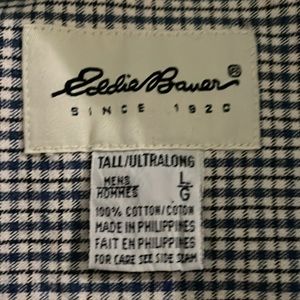 Eddie Bauer®
SINCE 1920
TALL/ULTRALONG
MENS L
HOMMES G
100% COTTON/COTON
MADE IN PHILIPPINES
FAIT EN PHILIPPINES
FOR CARE SEE SIDE SEAM